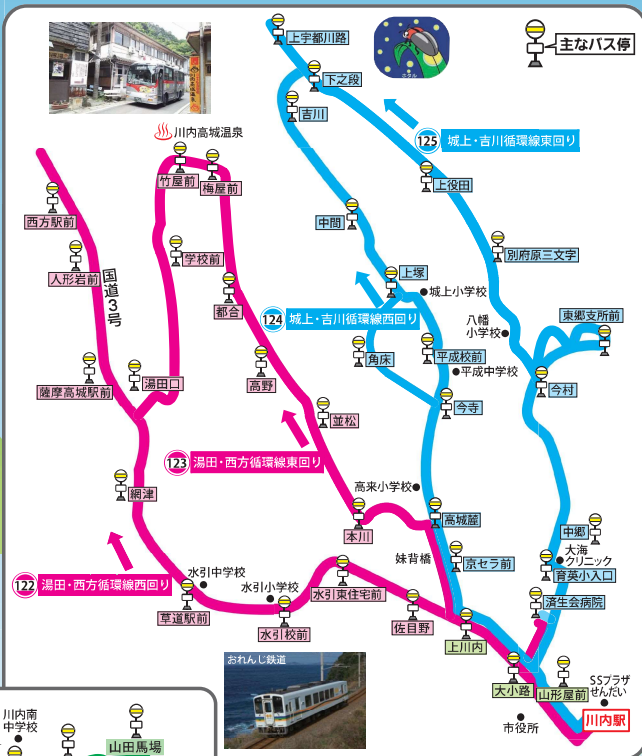 上宇都川路
ホタル
主なバス停
下之段
吉川
125 城上・吉川循環線東回り
川内高城温泉
竹屋前
梅屋前
上役田
西方駅前
中間
学校前
別府原三文字
人形岩前
国道3号
都合
上塚
城上小学校
124 城上・吉川循環線西回り
東郷支所前
八幡
小学校
角床
平成校前
平成中学校
薩摩高城駅前
湯田口
高野
今村
今寺
並松
123 湯田・西方循環線東回り
高来小学校
網津
本川
高城麓
中郷
妹背橋
京セラ前
大海
クリニック
育英小入口
122 湯田・西方循環線西回り
水引中学校
水引小学校
水引東住宅前
済生会病院
草道駅前
水引校前
佐目野
上川内
おれんじ鉄道
大小路
山形屋前
SSプラザ
せんだい
市役所
川内駅
川内南
中学校
山田馬場